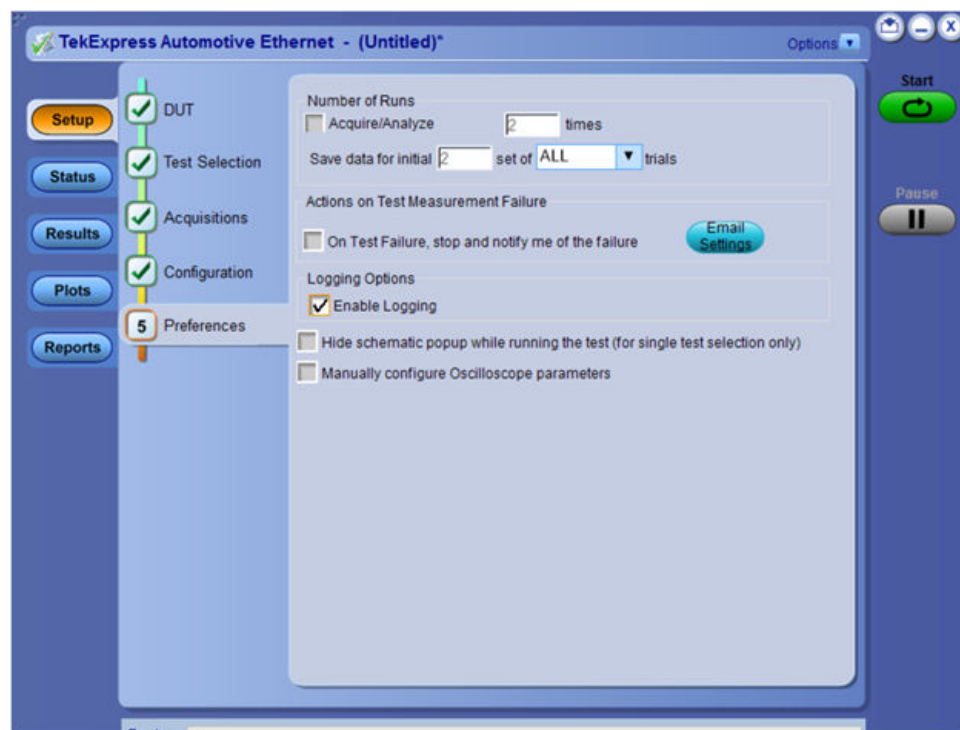 TekExpress Automotive Ethernet - (Untitled)*
Options
Start
Pause
Setup
Status
Results
Plots
Reports
DUT
Test Selection
Acquisitions
Configuration
5 Preferences
Number of Runs
Acquire/Analyze 2 times
Save data for initial 2 set of ALL trials
Actions on Test Measurement Failure
On Test Failure, stop and notify me of the failure
Email
Settings
Logging Options
Enable Logging
Hide schematic popup while running the test (for single test selection only)
Manually configure Oscilloscope parameters